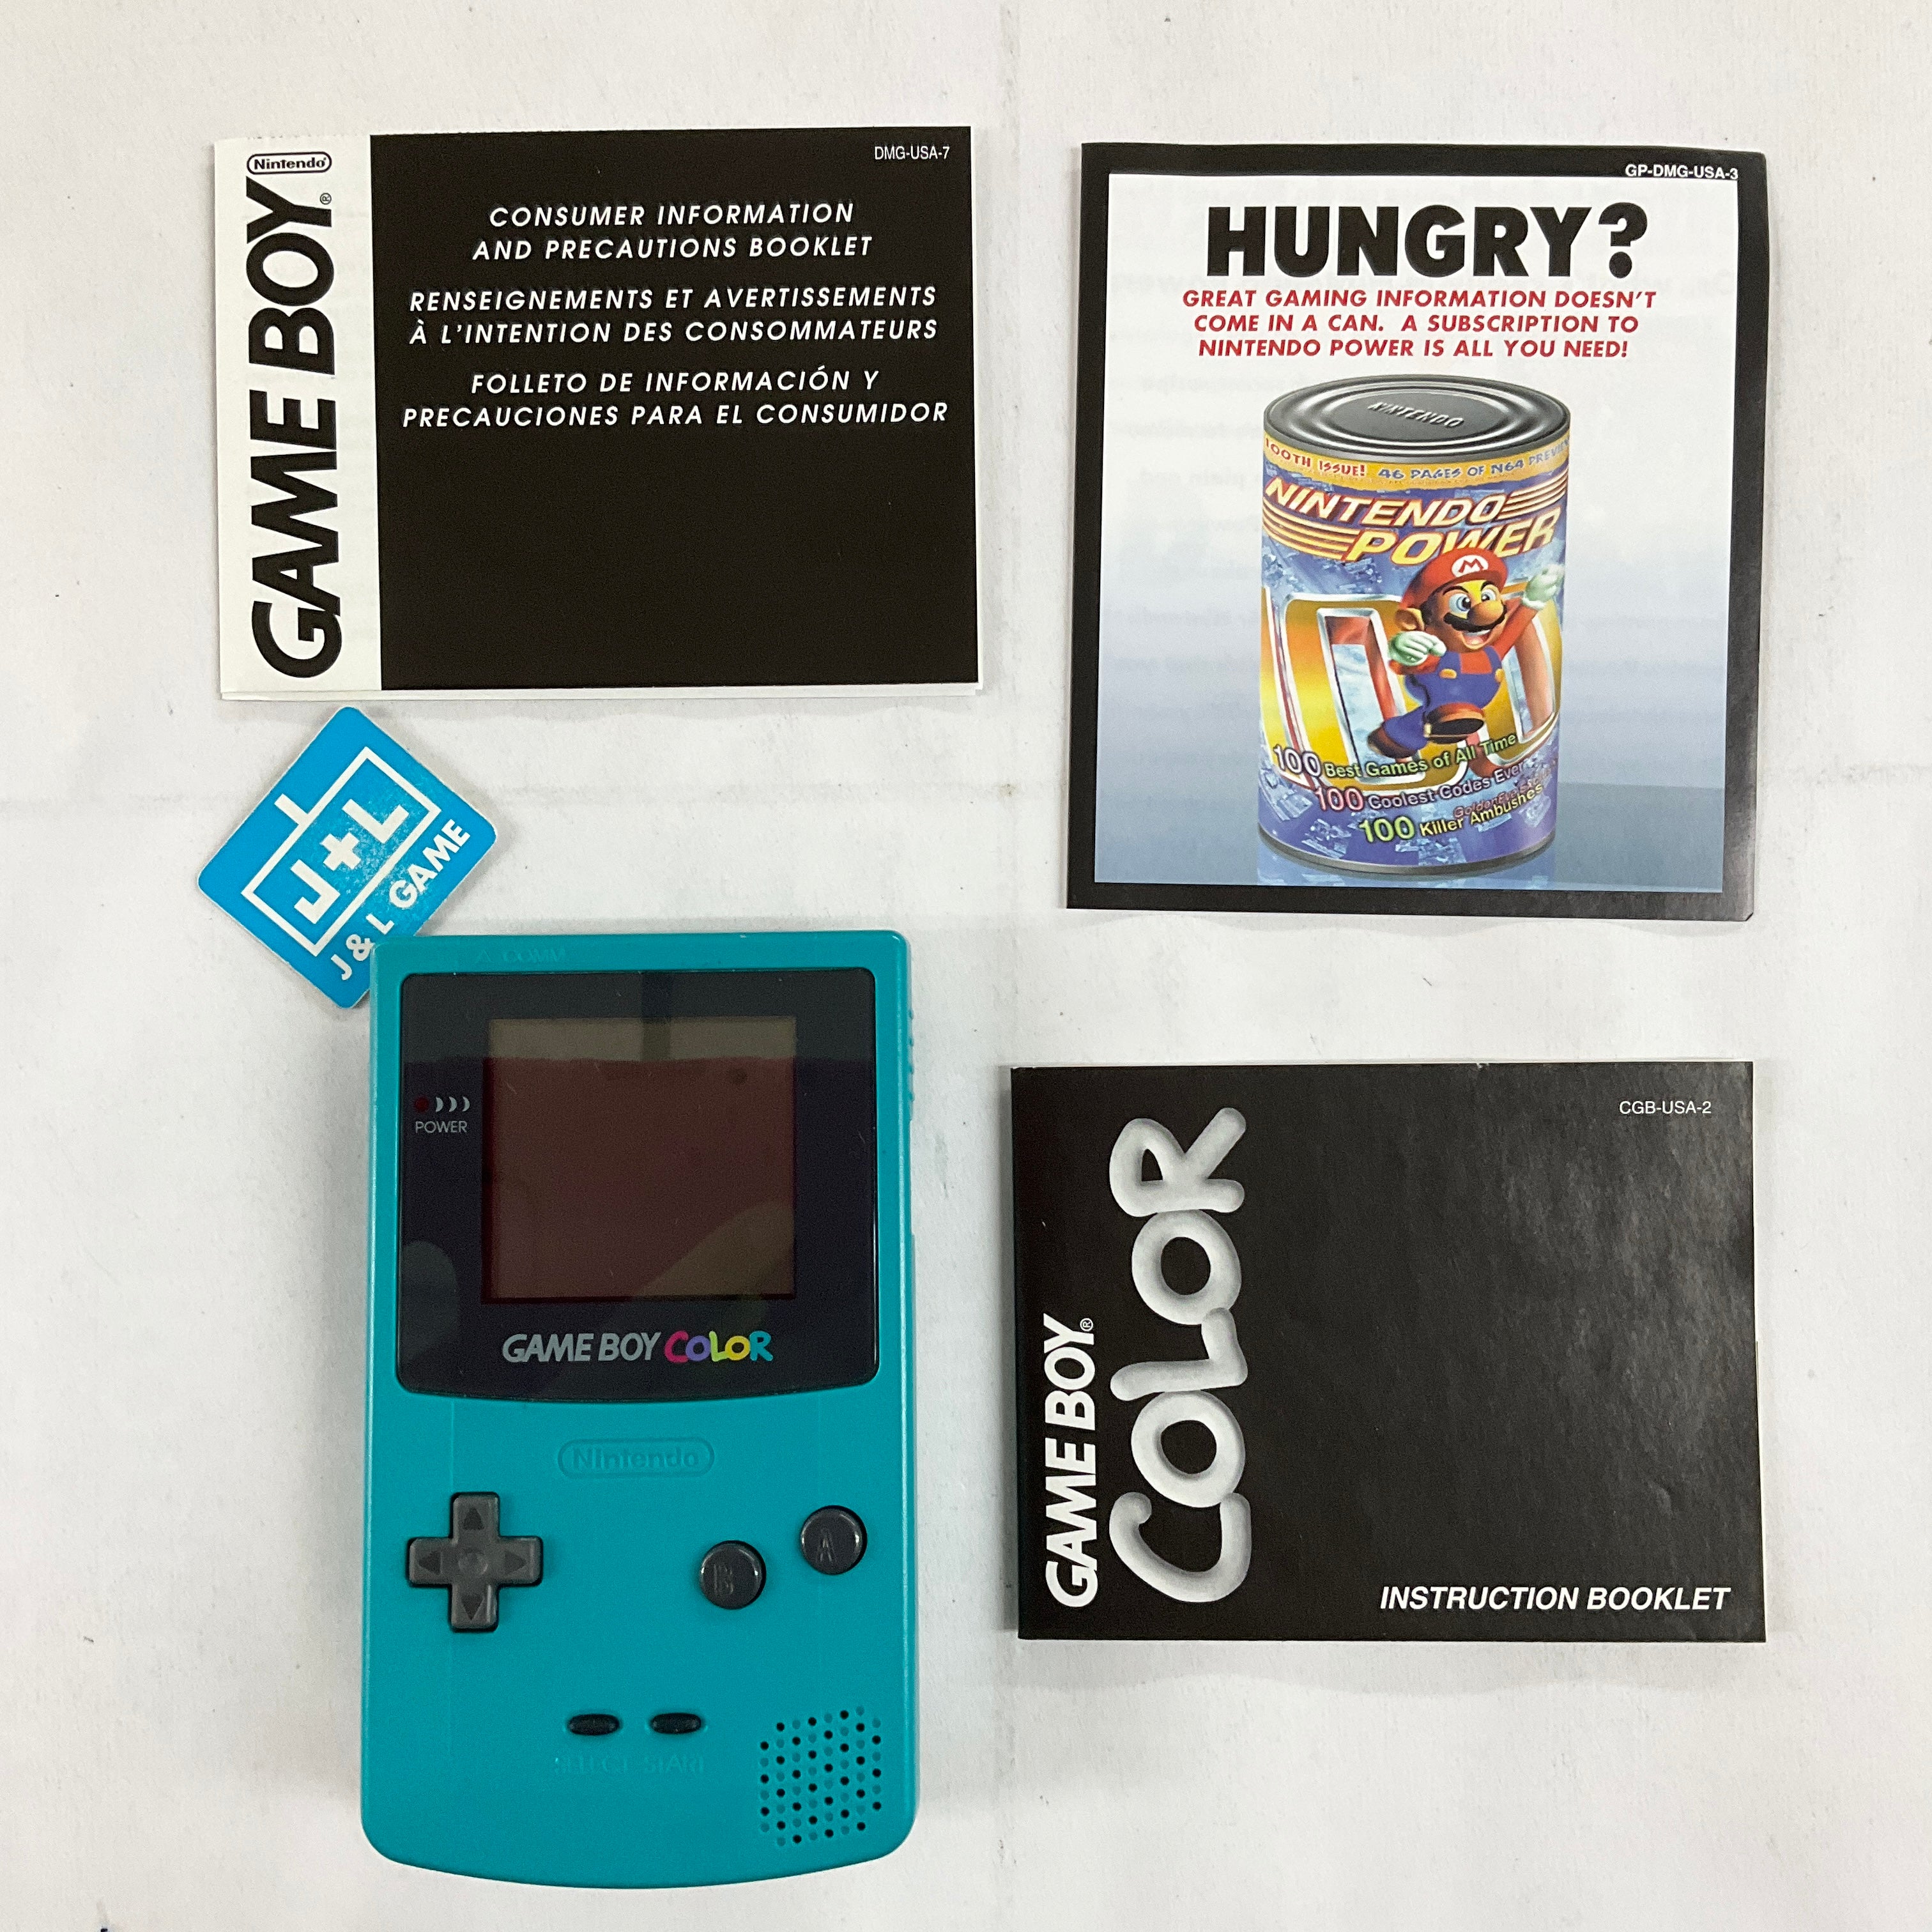 Nintendo®
GAME BOY®
DMG-USA-7
CONSUMER INFORMATION
AND PRECAUTIONS BOOKLET
RENSEIGNEMENTS ET AVERTISSEMENTS
À L'INTENTION DES CONSOMMATEURS
FOLLETO DE INFORMACIÓN Y
PRECAUCIONES PARA EL CONSUMIDOR
GP-DMG-USA-3
HUNGRY?
GREAT GAMING INFORMATION DOESN'T
COME IN A CAN. A SUBSCRIPTION TO
NINTENDO POWER IS ALL YOU NEED!
NINTENDO
100TH ISSUE! 46 PAGES OF N64
NINTENDO
POWER
100
100 Best Games of All Time
100 Coolest Codes Ever
100 Killer Ambushes
J+L
J & L GAME
COMM
POWER
GAME BOY COLOR
Nintendo
A
B
SELECT START
CGB-USA-2
GAME BOY®
COLOR
INSTRUCTION BOOKLET